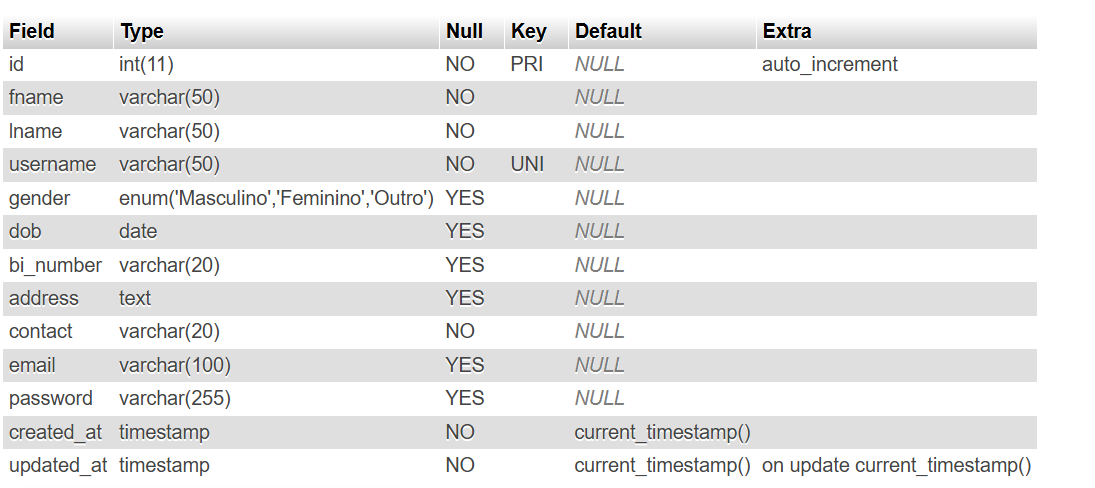 Field Type Null Key Default Extra
id int(11) NO PRI NULL auto_increment
fname varchar(50) NO NULL
lname varchar(50) NO NULL
username varchar(50) NO UNI NULL
gender enum('Masculino','Feminino','Outro') YES NULL
dob date YES NULL
bi_number varchar(20) YES NULL
address text YES NULL
contact varchar(20) NO NULL
email varchar(100) YES NULL
password varchar(255) YES NULL
created_at timestamp NO current_timestamp()
updated_at timestamp NO current_timestamp() on update current_timestamp()